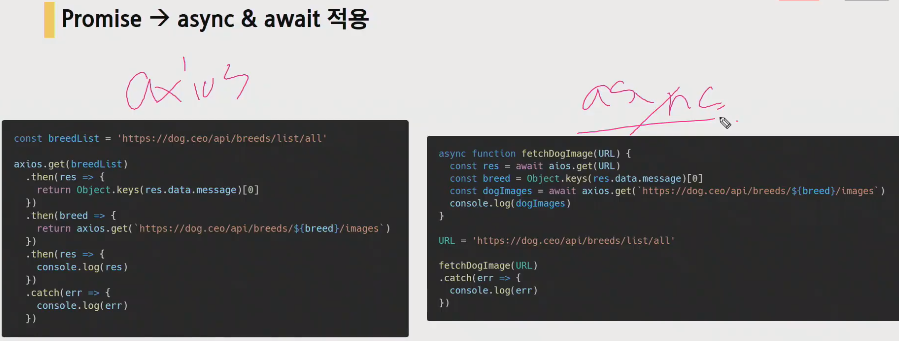 Promise → async & await 적용
axios
async
const breedList = 'https://dog.ceo/api/breeds/list/all'
axios.get(breedList)
.then(res => {
return Object.keys(res.data.message)[0]
})
.then(breed => {
return axios.get(`https://dog.ceo/api/breeds/${breed}/images`)
})
.then(res => {
console.log(res)
})
.catch(err => {
console.log(err)
})
async function fetchDogImage(URL) {
const res = await aios.get(URL)
const breed = Object.keys(res.data.message)[0]
const dogImages = await axios.get(`https://dog.ceo/api/breeds/${breed}/images`)
console.log(dogImages)
}
URL = 'https://dog.ceo/api/breeds/list/all'
fetchDogImage(URL)
.catch(err => {
console.log(err)
})